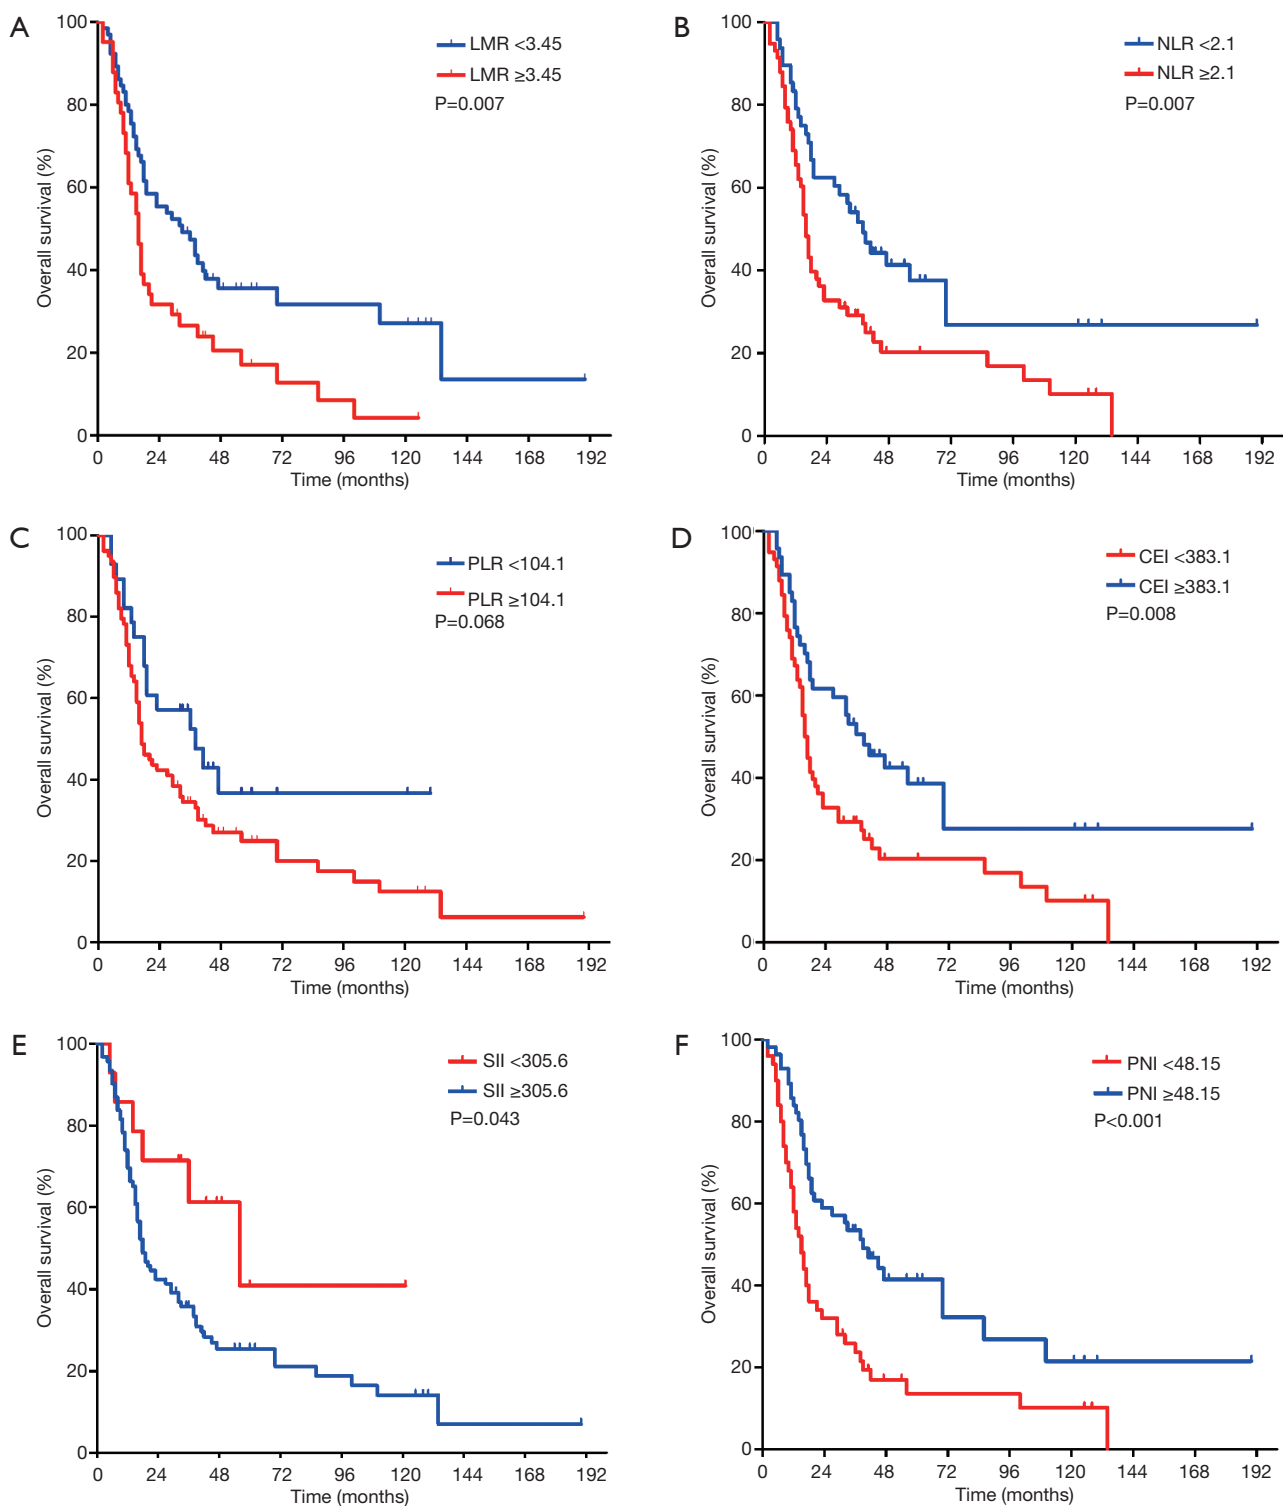 A
100
80
60
40
20
0
Overall survival (%)
LMR <3.45
LMR ≥3.45
P=0.007
0 24 48 72 96 120 144 168 192
Time (months)
B
100
80
60
40
20
0
Overall survival (%)
NLR <2.1
NLR ≥2.1
P=0.007
0 24 48 72 96 120 144 168 192
Time (months)
C
100
80
60
40
20
0
Overall survival (%)
PLR <104.1
PLR ≥104.1
P=0.068
0 24 48 72 96 120 144 168 192
Time (months)
D
100
80
60
40
20
0
Overall survival (%)
CEI <383.1
CEI ≥383.1
P=0.008
0 24 48 72 96 120 144 168 192
Time (months)
E
100
80
60
40
20
0
Overall survival (%)
SII <305.6
SII ≥305.6
P=0.043
0 24 48 72 96 120 144 168 192
Time (months)
F
100
80
60
40
20
0
Overall survival (%)
PNI <48.15
PNI ≥48.15
P<0.001
0 24 48 72 96 120 144 168 192
Time (months)